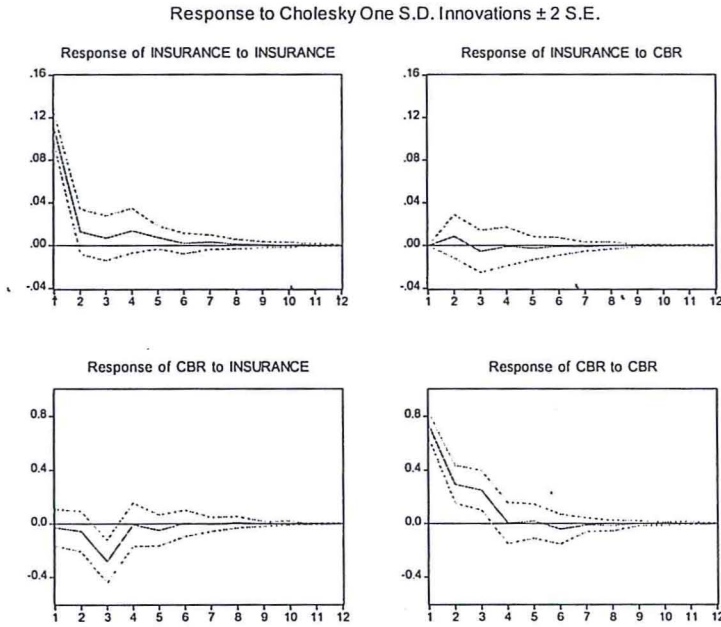 Response to Cholesky One S.D. Innovations ± 2 S.E.
Response of INSURANCE to INSURANCE
.16
.12
.08
.04
.00
-.04
1 2 3 4 5 6 7 8 9 10 11 12
Response of INSURANCE to CBR
.16
.12
.08
.04
.00
-.04
1 2 3 4 5 6 7 8 9 10 11 12
Response of CBR to INSURANCE
0.8
0.4
0.0
-0.4
1 2 3 4 5 6 7 8 9 10 11 12
Response of CBR to CBR
0.8
0.4
0.0
-0.4
1 2 3 4 5 6 7 8 9 10 11 12